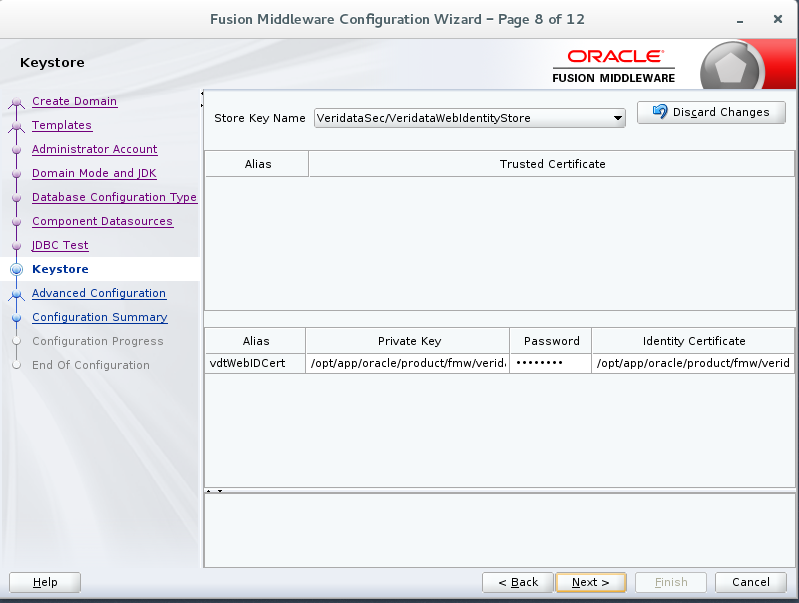 Fusion Middleware Configuration Wizard – Page 8 of 12
Keystore
ORACLE
FUSION MIDDLEWARE
Create Domain
Templates
Administrator Account
Domain Mode and JDK
Database Configuration Type
Component Datasources
JDBC Test
Keystore
Advanced Configuration
Configuration Summary
Configuration Progress
End Of Configuration
Store Key Name VeridataSec/VeridataWebIdentityStore Discard Changes
Alias Trusted Certificate
Alias Private Key Password Identity Certificate
vdtWebIDCert /opt/app/oracle/product/fmw/verid •••••••• /opt/app/oracle/product/fmw/verid
Help < Back Next > Finish Cancel